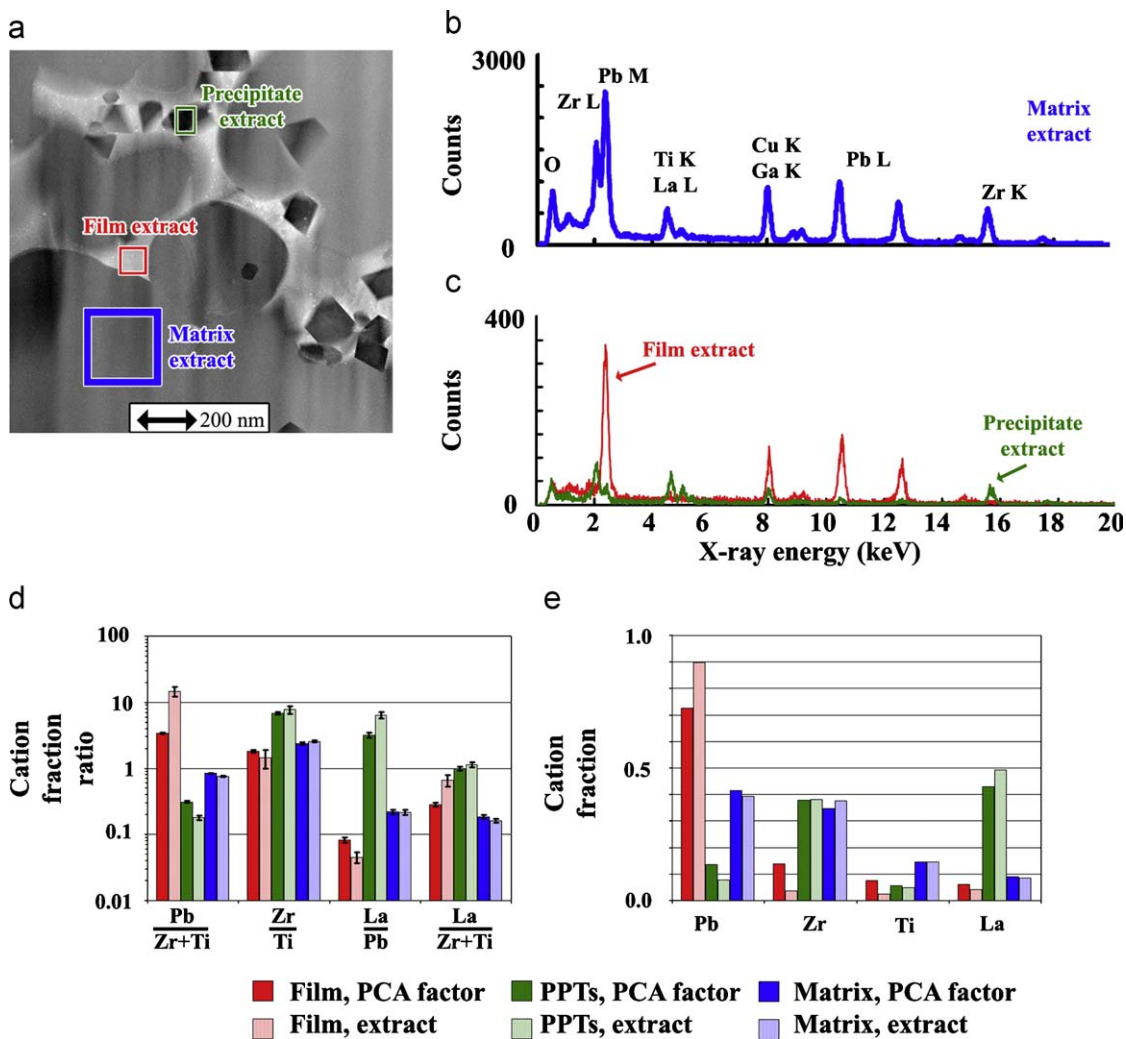 a
Precipitate
extract
Film extract
Matrix
extract
200 nm
b
3000
Counts
0
O
Zr L
Pb M
Ti K
La L
Cu K
Ga K
Pb L
Zr K
Matrix
extract
c
400
Counts
0
Film extract
Precipitate
extract
0 2 4 6 8 10 12 14 16 18 20
X-ray energy (keV)
d
Cation
fraction
ratio
100
10
1
0.1
0.01
Pb
Zr+Ti
Zr
Ti
La
Pb
La
Zr+Ti
e
Cation
fraction
1.0
0.5
0.0
Pb Zr Ti La
Film, PCA factor PPTs, PCA factor Matrix, PCA factor
Film, extract PPTs, extract Matrix, extract